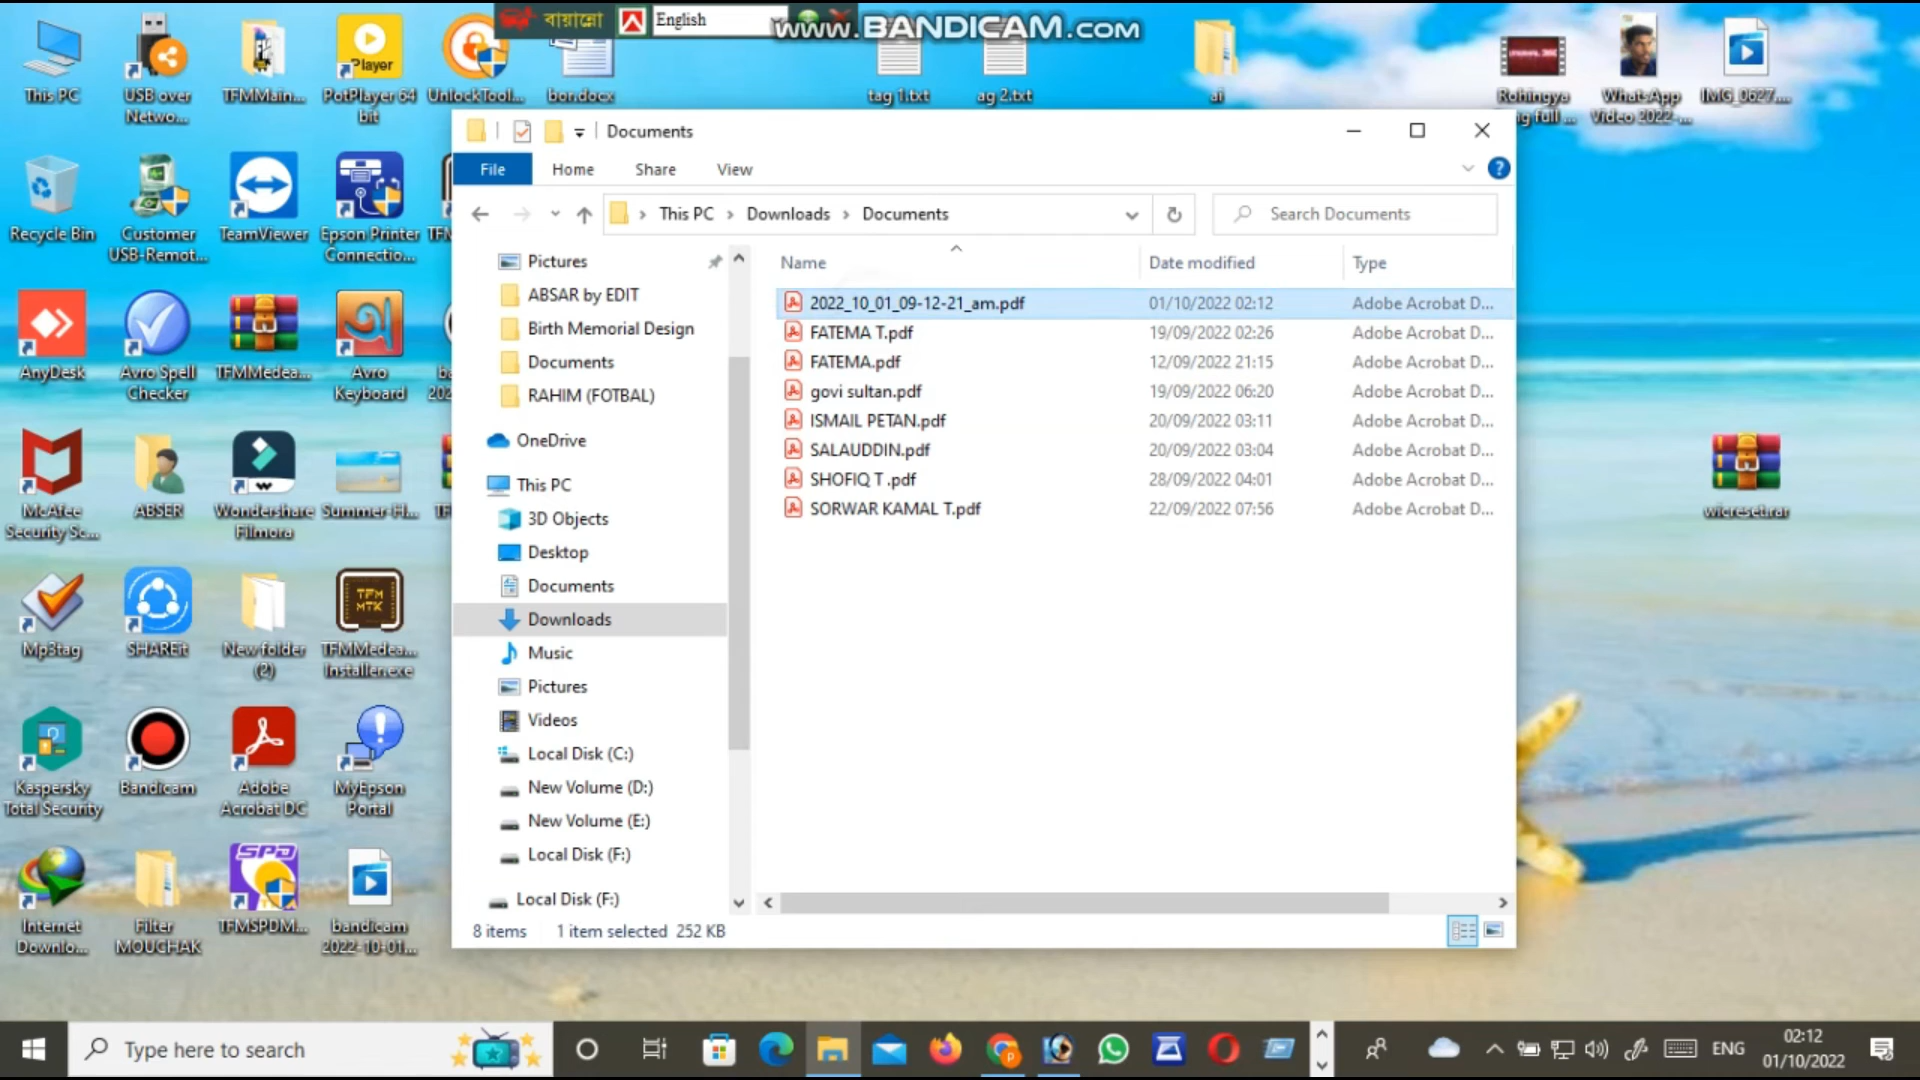 বায়ান্নো
English
www.BANDICAM.com
This PC
USB over
Netwo...
TFMMain...
Player
PotPlayer 64
bit
UnlockTool...
tag 1.txt
ag 2.txt
ai
Rohingya
WhatsApp
Video 2022-...
IMG_0627....
Documents
File
Home
Share
View
This PC
Downloads
Documents
Search Documents
Recycle Bin
Customer
USB-Remot...
TeamViewer
Epson Printer
Connectio...
Name
Date modified
Type
Pictures
ABSAR by EDIT
Birth Memorial Design
Documents
RAHIM (FOTBAL)
OneDrive
This PC
3D Objects
Desktop
Documents
Downloads
Music
Pictures
Videos
Local Disk (C:)
New Volume (D:)
New Volume (E:)
Local Disk (F:)
Local Disk (F:)
2022_10_01_09-12-21_am.pdf 01/10/2022 02:12 Adobe Acrobat D...
FATEMA T.pdf 19/09/2022 02:26 Adobe Acrobat D...
FATEMA.pdf 12/09/2022 21:15 Adobe Acrobat D...
govi sultan.pdf 19/09/2022 06:20 Adobe Acrobat D...
ISMAIL PETAN.pdf 20/09/2022 03:11 Adobe Acrobat D...
SALAUDDIN.pdf 20/09/2022 03:04 Adobe Acrobat D...
SHOFIQ T .pdf 28/09/2022 04:01 Adobe Acrobat D...
SORWAR KAMAL T.pdf 22/09/2022 07:56 Adobe Acrobat D...
8 items 1 item selected 252 KB
AnyDesk
Avro Spell
Checker
TFMMedea...
Avro
Keyboard
McAfee
Security Sc...
ABSER
Wondershare
Filmora
Summer-H...
wicreset.rar
Mp3tag
SHAREit
New folder
(2)
TFM
MTK
TFMMedea...
Installer.exe
Kaspersky
Total Security
Bandicam
Adobe
Acrobat DC
MyEpson
Portal
Internet
Downlo...
Filter
MOUCHAK
SPD
TFMSPDM...
bandicam
2022-10-01...
Type here to search
ENG
02:12
01/10/2022